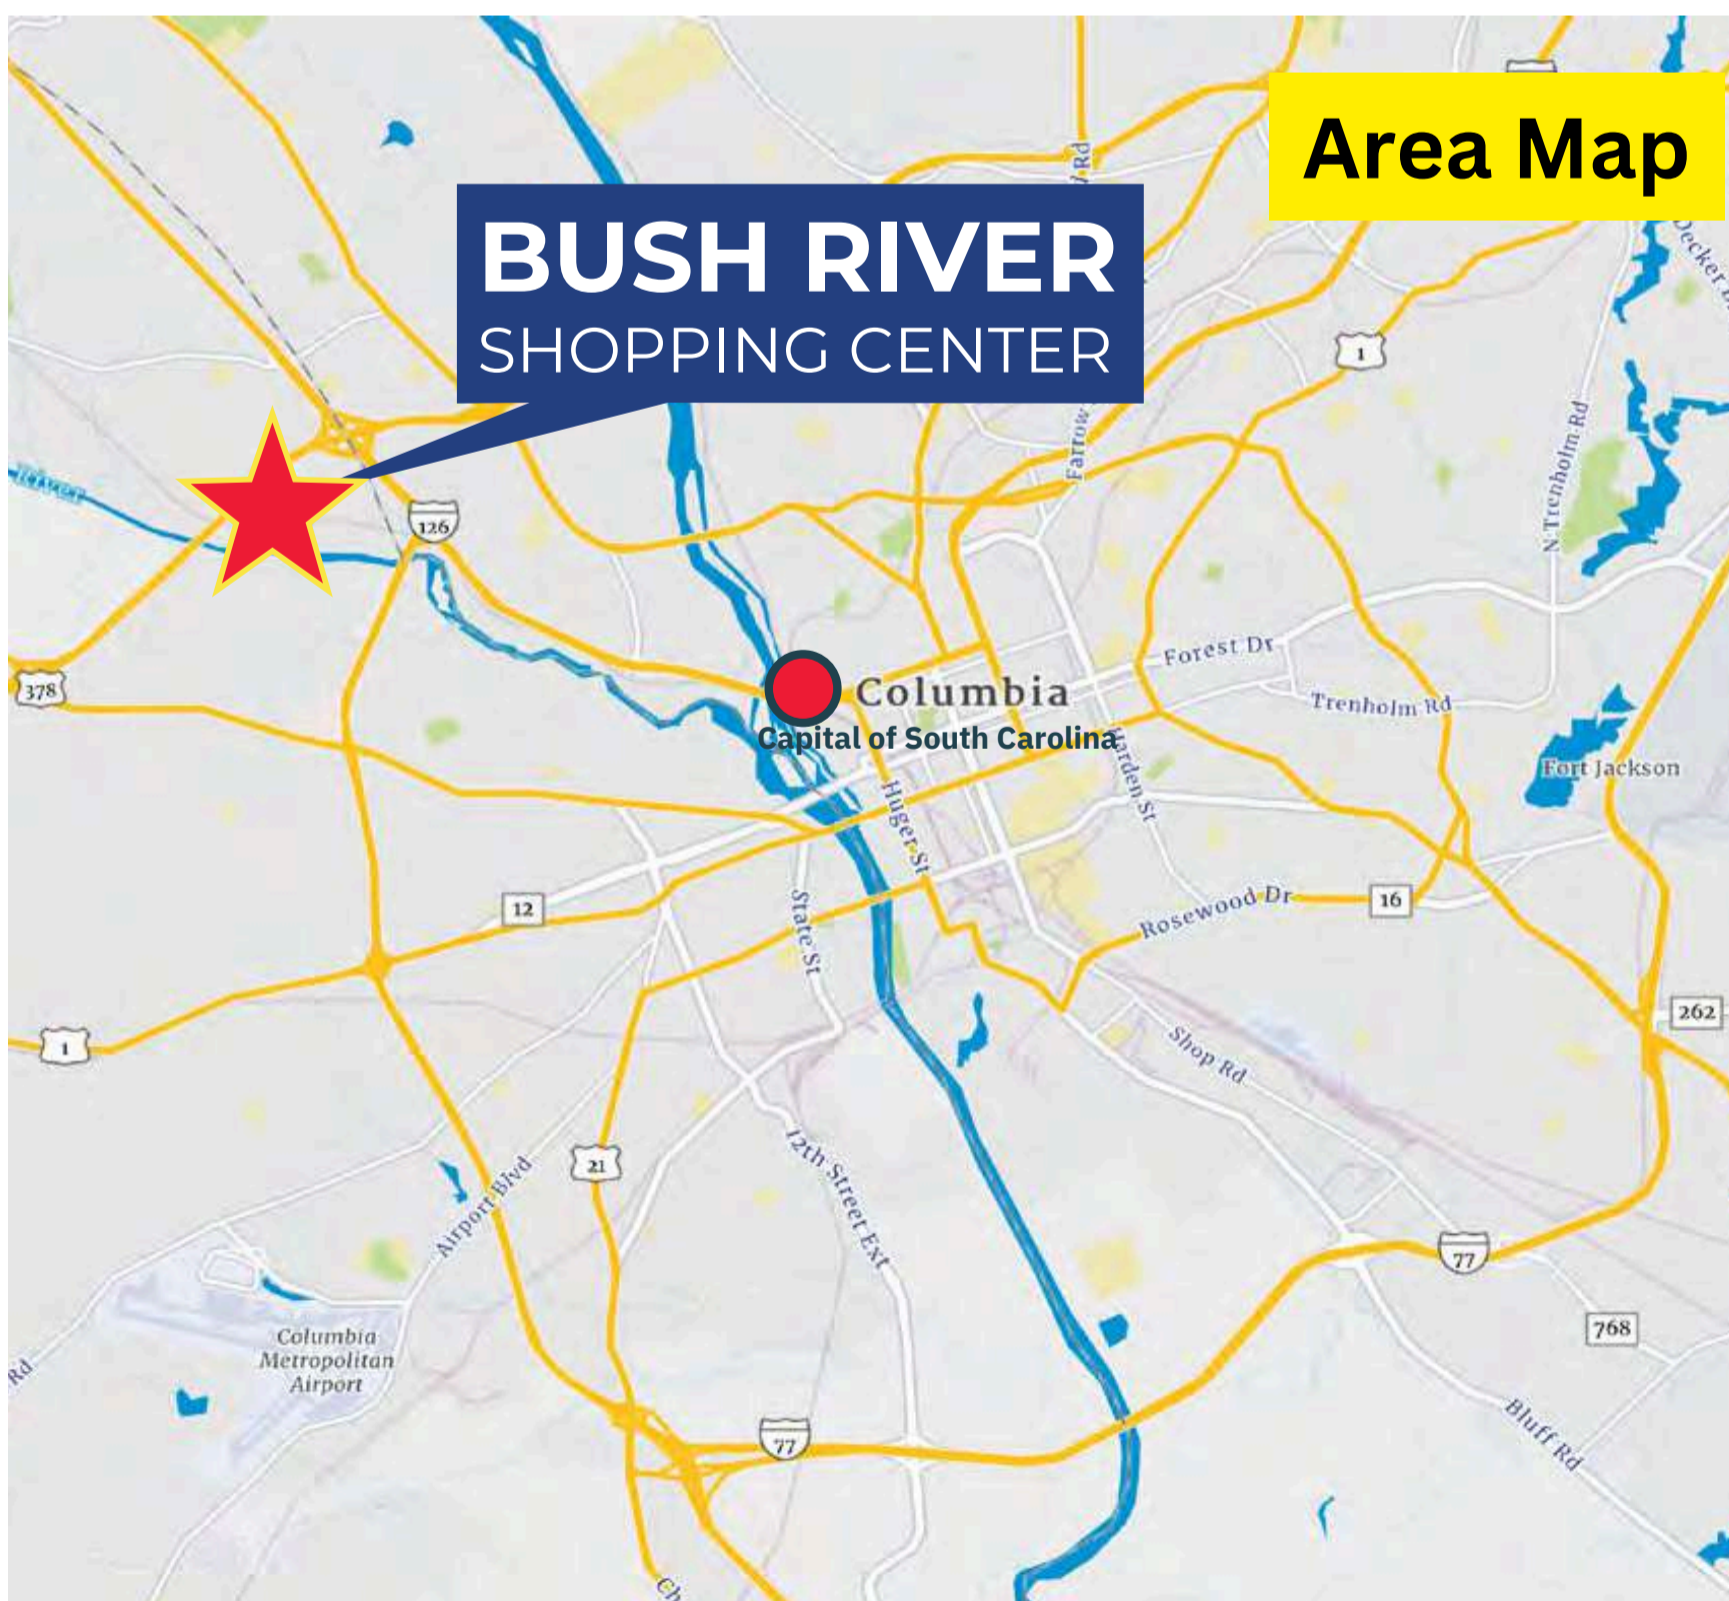 Area Map
Rd
BUSH RIVER
SHOPPING CENTER
Decker
1
Farrow
N Trenholm Rd
River
126
Forest Dr
378
Columbia
Trenholm Rd
Capital of South Carolina
Harden St
Fort Jackson
Huger St
12
16
Rosewood Dr
State St
262
1
Shop Rd
21
12th Street Ext
Airport Blvd
77
768
Columbia
Metropolitan
Airport
Rd
77
Bluff Rd
Ch